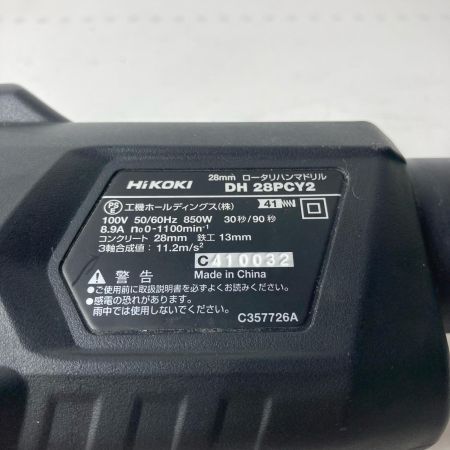 28mm ロータリハンマドリル
HiKOKI DH 28PCY2
PS E 工機ホールディングス(株) 41
100V 50/60Hz 850W 30秒/90秒
8.9A n₀0-1100min⁻¹
コンクリート 28mm 鉄工 13mm
3軸合成値：11.2m/s²
C410032
Made in China
警告
●ご使用前に取扱説明書を必ずよくお読みください。
●感電の恐れがあります。
雨中では使用しないでください。
C357726A